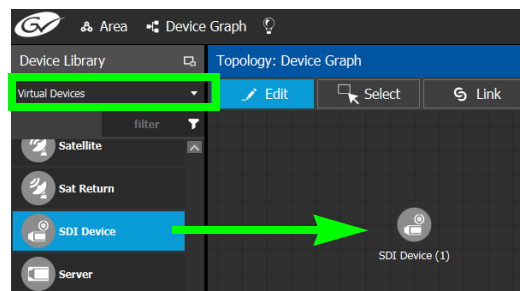 GV Area Device Graph
Device Library
Topology: Device Graph
Virtual Devices
Edit Select Link
filter
Satellite
Sat Return
SDI Device
Server
SDI Device (1)